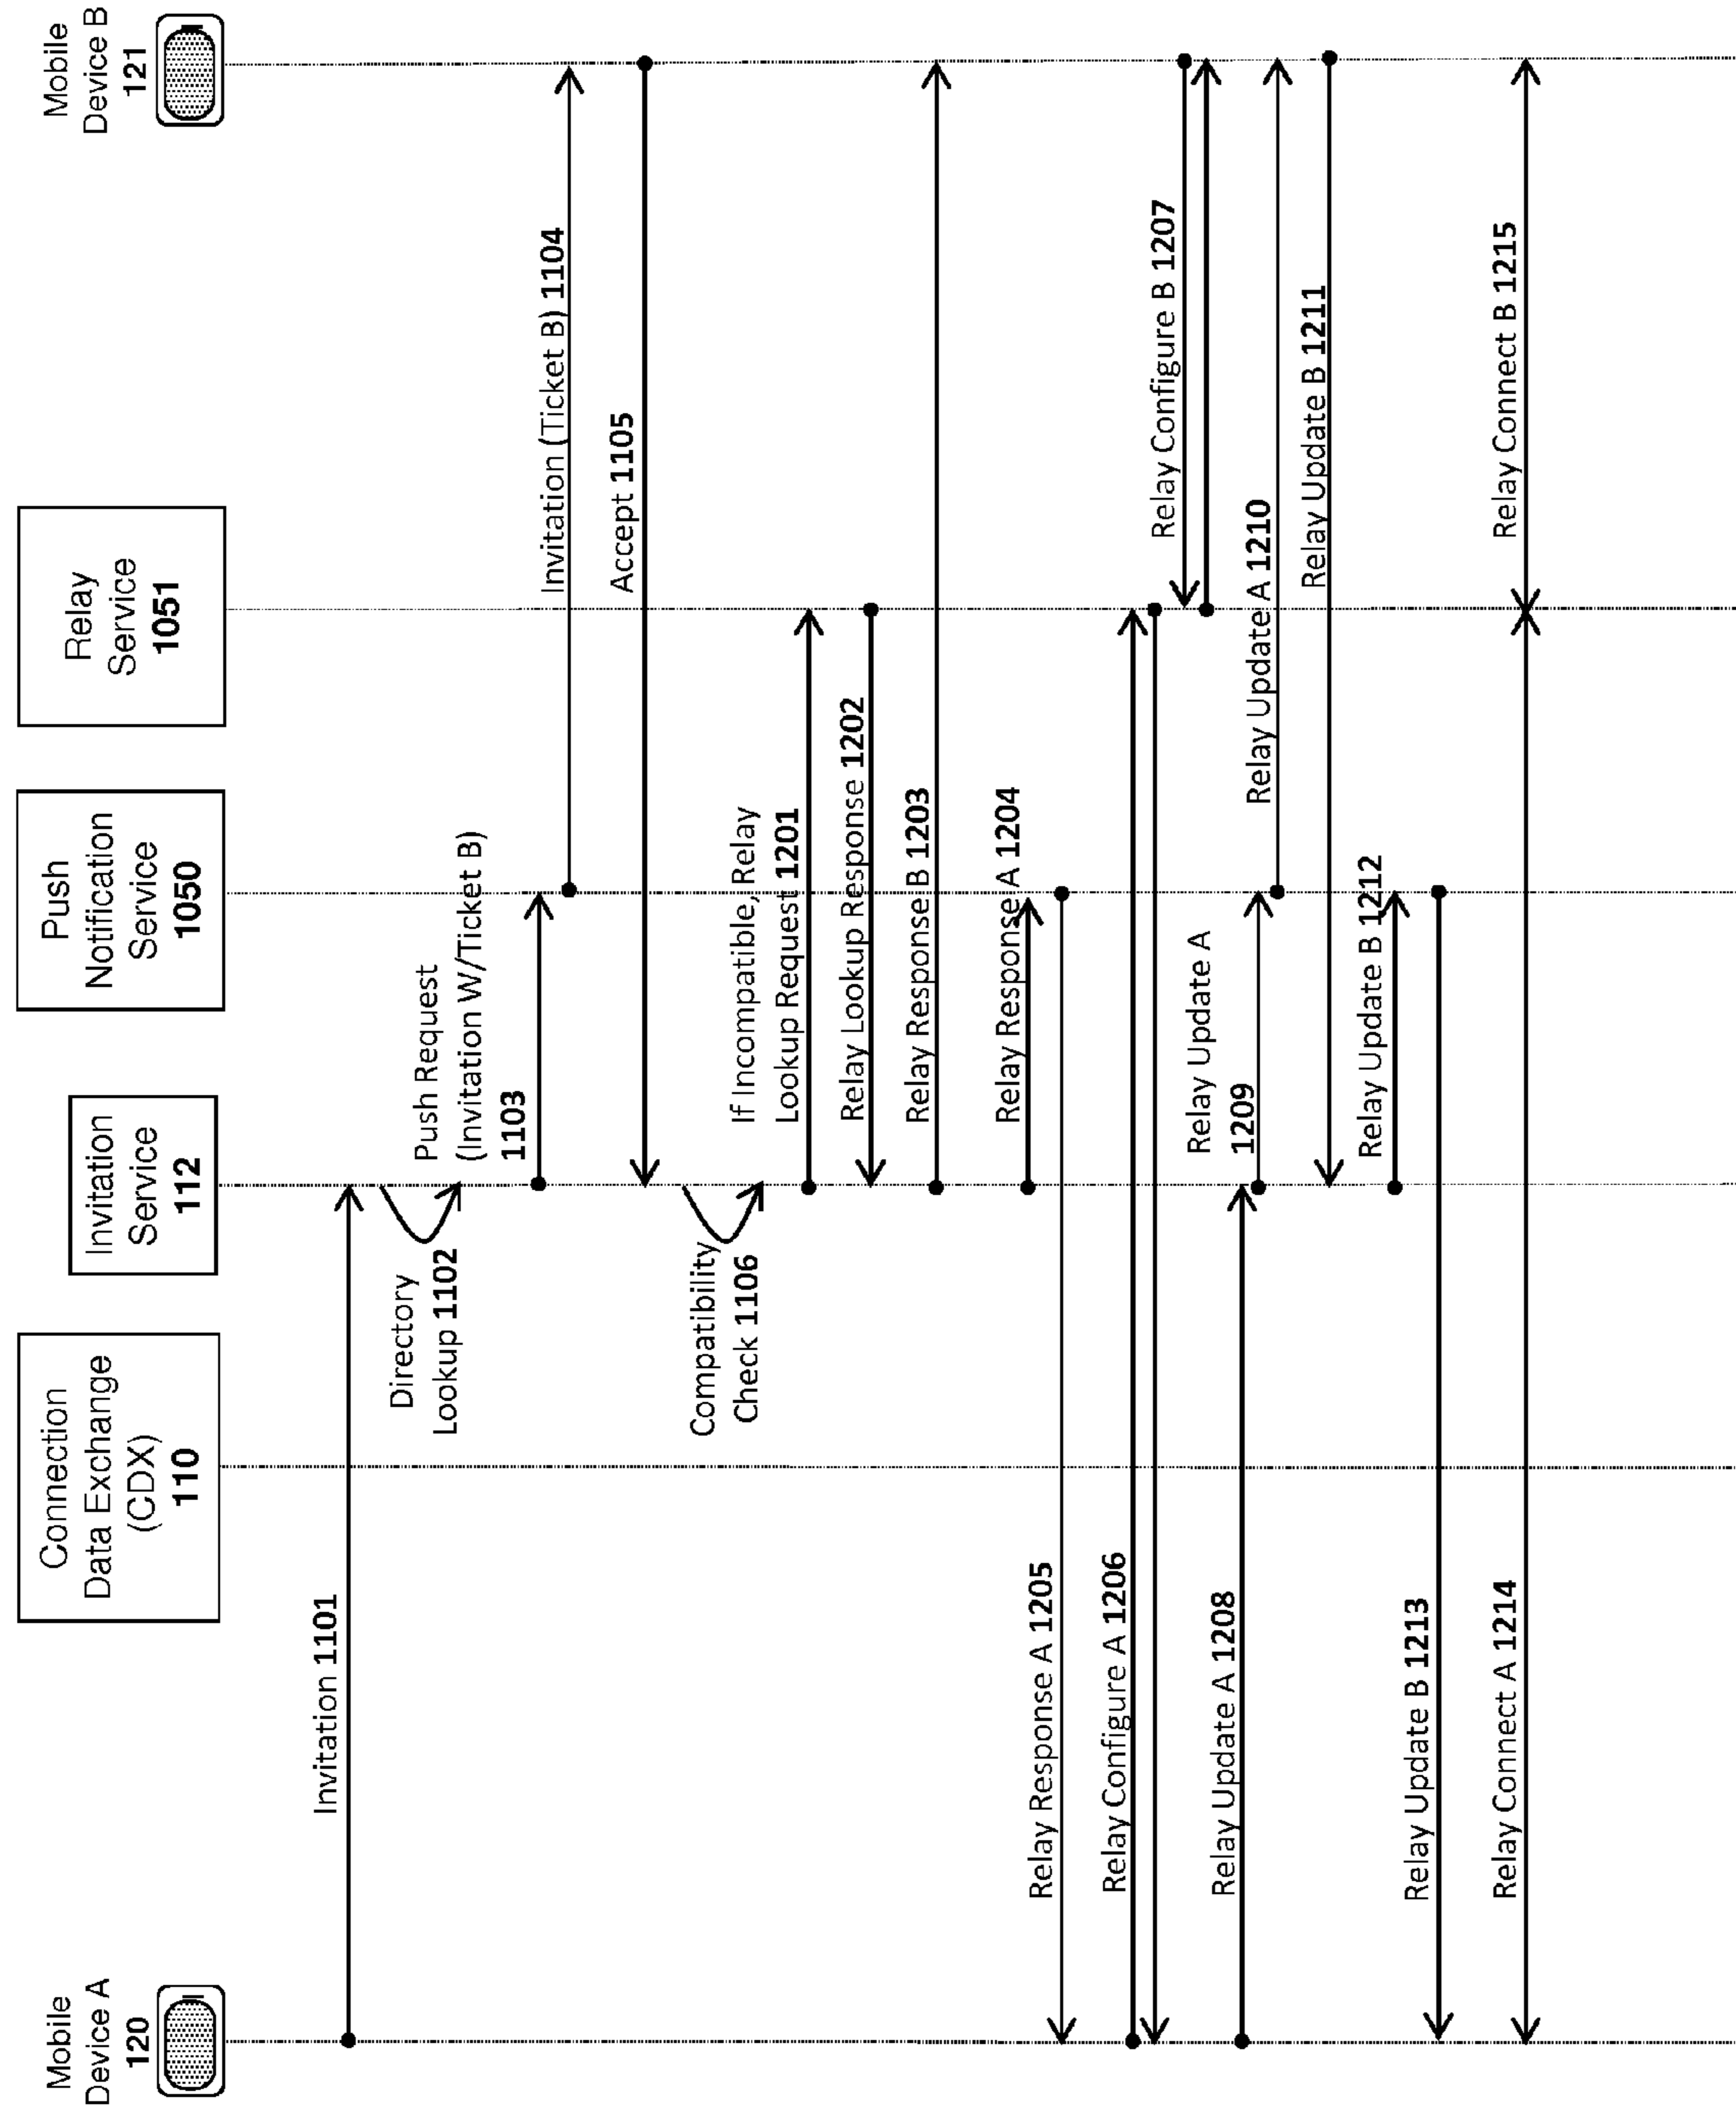 Mobile
Device A
120
Connection
Data Exchange
(CDX)
110
Invitation
Service
112
Push
Notification
Service
1050
Relay
Service
1051
Mobile
Device B
121
Invitation 1101
Directory
Lookup 1102
Push Request
(Invitation W/Ticket B)
1103
Invitation (Ticket B) 1104
Accept 1105
Compatibility
Check 1106
If Incompatible, Relay
Lookup Request 1201
Relay Lookup Response 1202
Relay Response B 1203
Relay Response A 1204
Relay Response A 1205
Relay Configure A 1206
Relay Configure B 1207
Relay Update A 1208
Relay Update A
1209
Relay Update A 1210
Relay Update B 1211
Relay Update B 1212
Relay Update B 1213
Relay Connect A 1214
Relay Connect B 1215